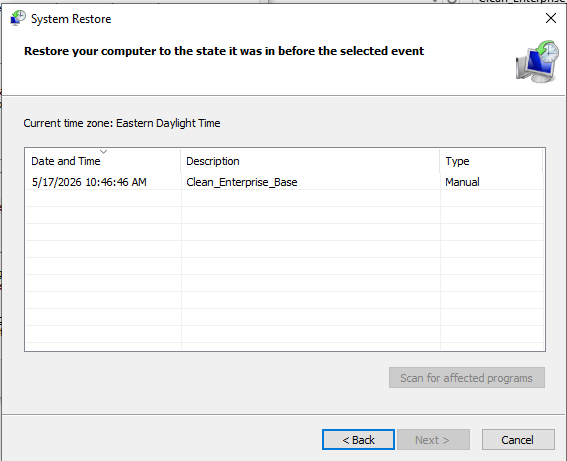 System Restore
Restore your computer to the state it was in before the selected event
Current time zone: Eastern Daylight Time
Date and Time Description Type
5/17/2026 10:46:46 AM Clean_Enterprise_Base Manual
Scan for affected programs
< Back Next > Cancel